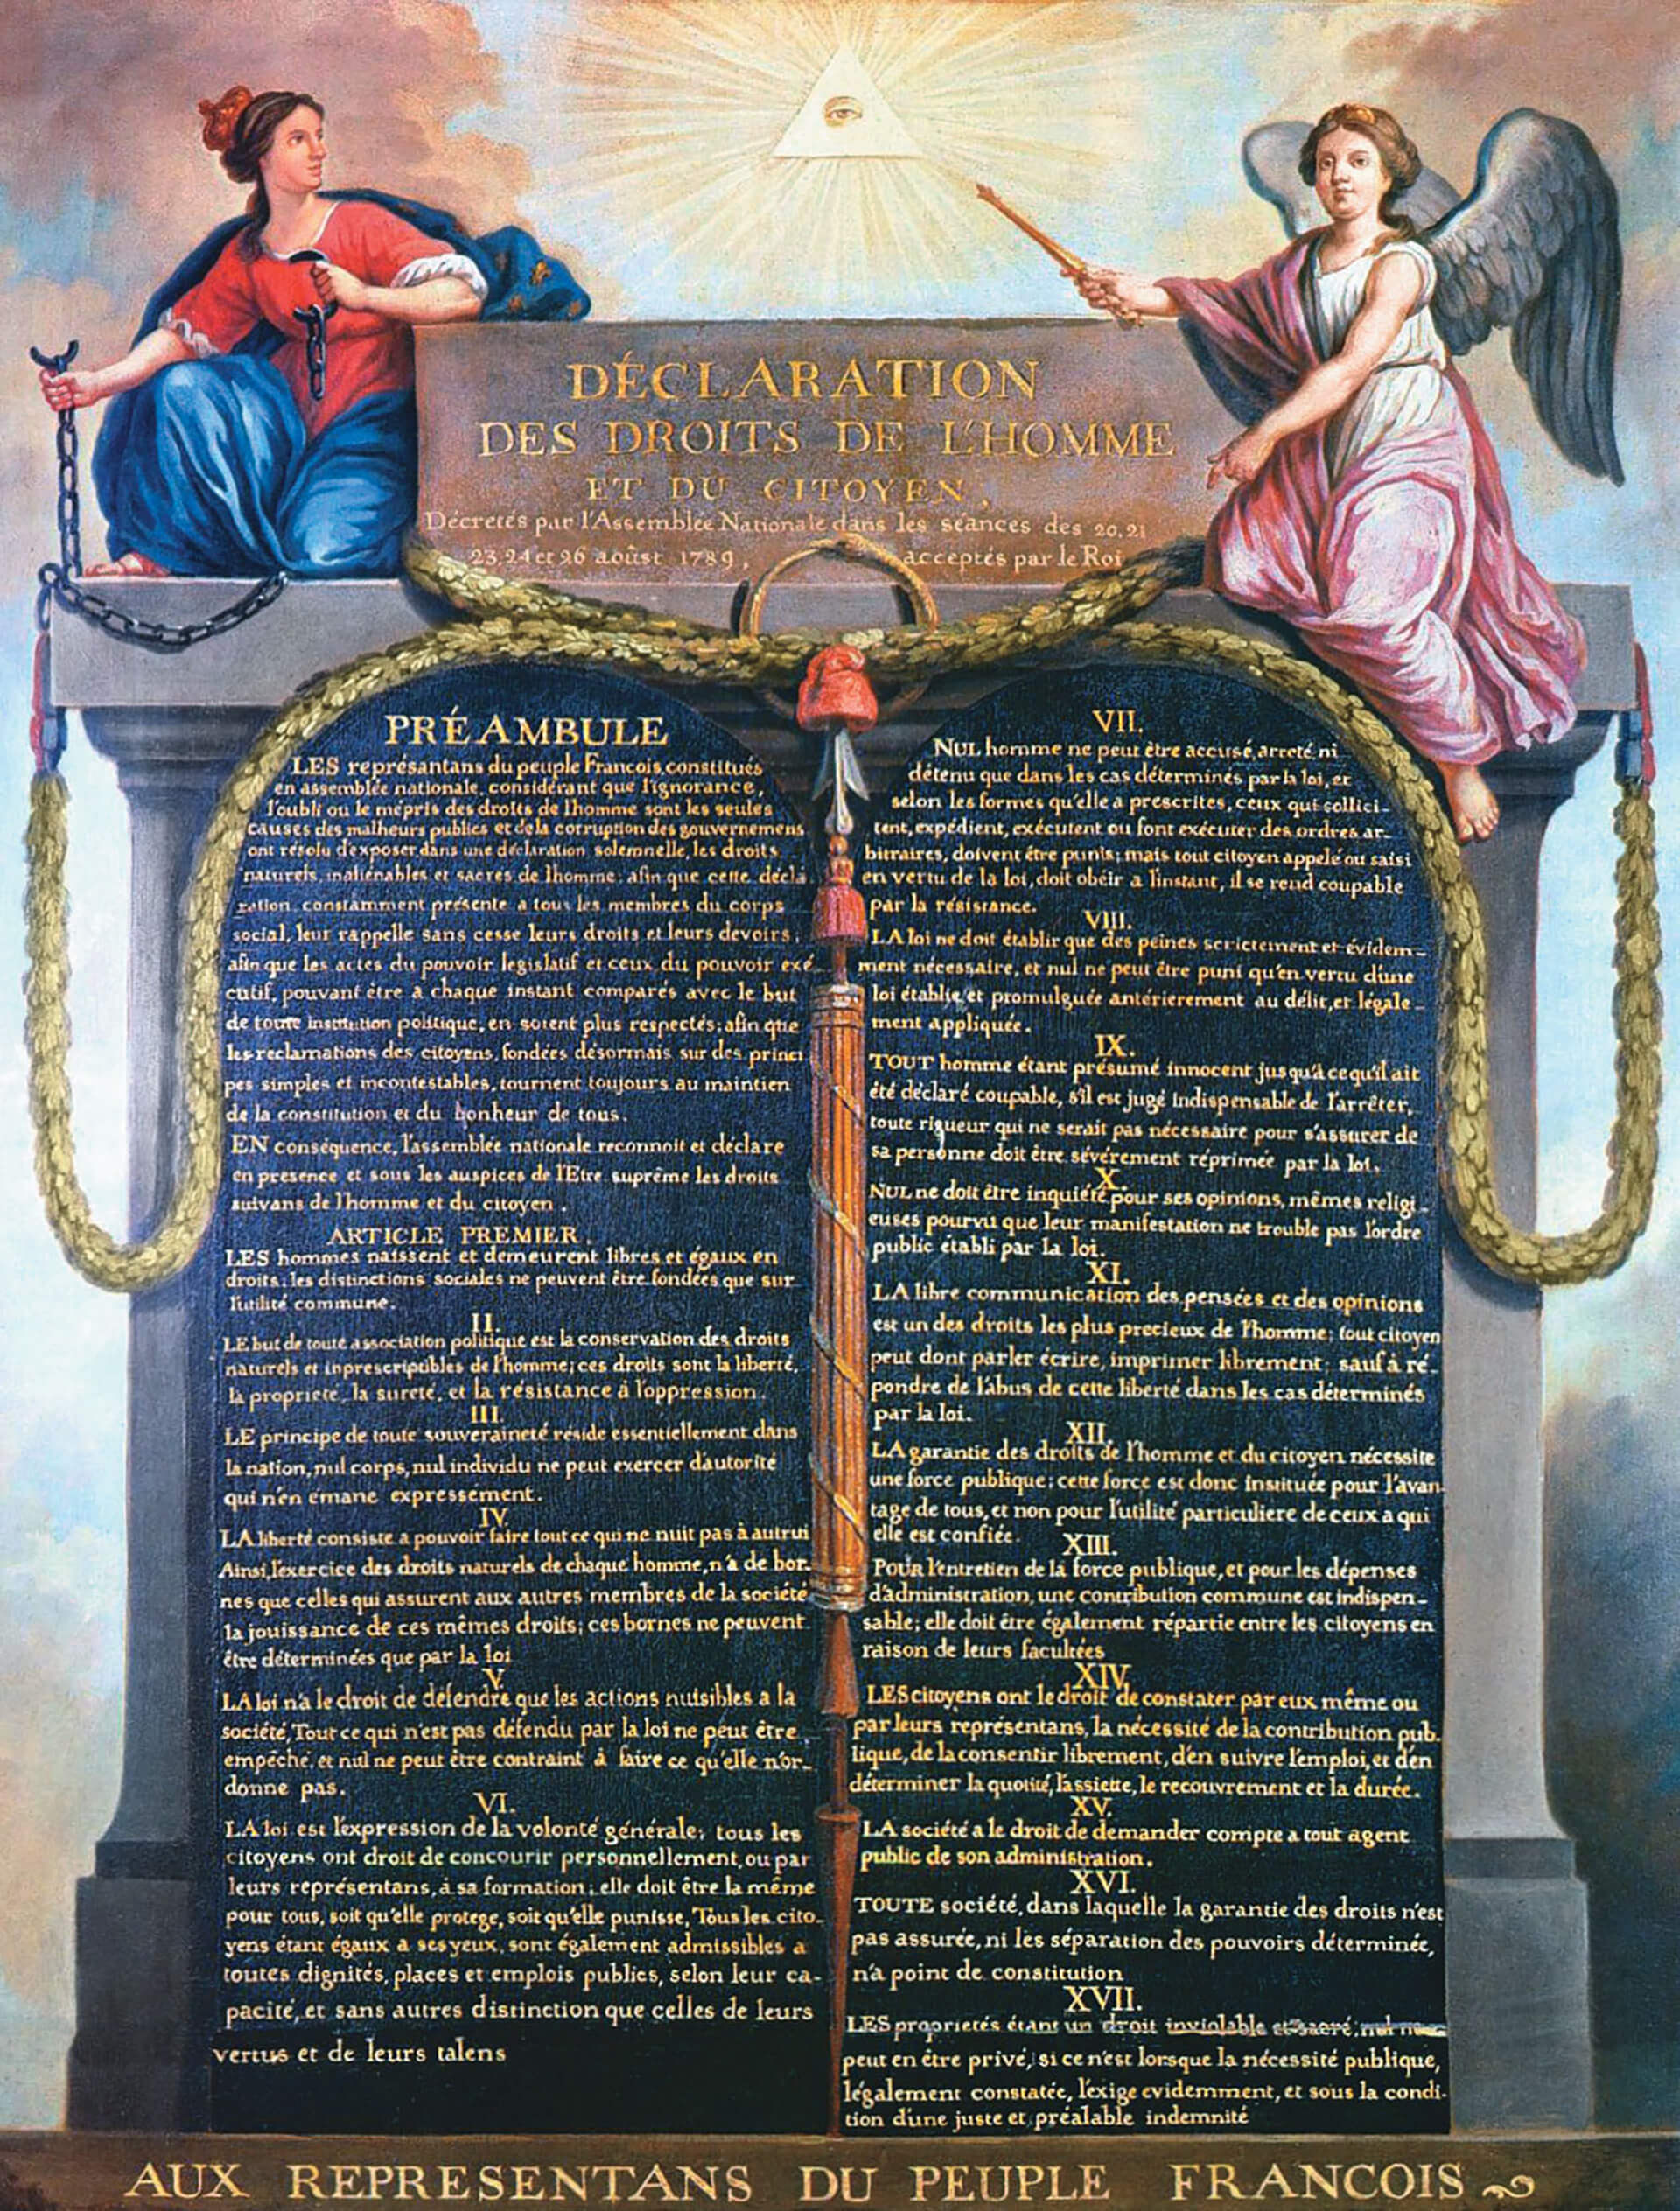 DÉCLARATION
DES DROITS DE L'HOMME
ET DU CITOYEN,
Décretés par l'Assemblée Nationale dans les séances des 20, 21
23, 24 et 26 aoûst 1789, acceptés par le Roi
PRÉAMBULE
LES représantans du peuple François, constitués
en assemblée nationale, considérant que l'ignorance,
l'oubli ou le mépris des droits de l'homme sont les seules
causes des malheurs publics et de la corruption des gouvernemens
ont résolu d'exposer dans une déclaration solemnelle, les droits
naturels, inaliénables et sacrés de l'homme; afin que cette décla
ration constamment présente a tous les membres du corps
social, leur rappelle sans cesse leurs droits et leurs devoirs;
afin que les actes du pouvoir legislatif et ceux du pouvoir exé
cutif, pouvant être à chaque instant comparés avec le but
de toute institution politique, en soient plus respectés; afin que
les reclamations des citoyens, fondées désormais sur des princi
pes simples et incontestables, tournent toujours au maintien
de la constitution et du bonheur de tous.
EN conséquence, l'assemblée nationale reconnoit et déclare
en presence et sous les auspices de l'Etre suprême les droits
suivans de l'homme et du citoyen.
ARTICLE PREMIER.
LES hommes naissent et demeurent libres et égaux en
droits; les distinctions sociales ne peuvent être fondées que sur
l'utilité commune.
II.
LE but de toute association politique est la conservation des droits
naturels et inprescriptibles de l'homme; ces droits sont la liberté,
la propriete, la sureté, et la résistance à l'oppression.
III.
LE principe de toute souveraineté réside essentiellement dans
la nation, nul corps, nul individu ne peut exercer d'autorité
qui n'en émane expressement.
IV.
LA liberté consiste a pouvoir faire tout ce qui ne nuit pas à autrui
Ainsi, l'exercice des droits naturels de chaque homme, n'a de bor-
nes que celles qui assurent aux autres membres de la société
la jouissance de ces mêmes droits; ces bornes ne peuvent
être déterminées que par la loi
V.
LA loi n'a le droit de défendre que les actions nuisibles a la
société, Tout ce qui n'est pas défendu par la loi ne peut être
empêché, et nul ne peut être contraint à faire ce qu'elle n'or-
donne pas.
VI.
LA loi est l'expression de la volonté générale; tous les
citoyens ont droit de concourir personnellement, ou par
leurs représentans, à sa formation; elle doit être la même
pour tous, soit qu'elle protege, soit qu'elle punisse, Tous les cito-
yens étant égaux a ses yeux, sont également admissibles a
toutes dignités, places et emplois publics, selon leur ca-
pacité, et sans autres distinction que celles de leurs
vertus et de leurs talens
VII.
NUL homme ne peut être accusé, arreté ni
détenu que dans les cas déterminés par la loi, et
selon les formes qu'elle a prescrites, ceux qui sollici-
tent, expédient, exécutent ou font exécuter des ordres ar-
bitraires, doivent être punis; mais tout citoyen appelé ou saisi
en vertu de la loi, doit obéir a l'instant, il se rend coupable
par la résistance.
VIII.
LA loi ne doit établir que des peines scrictement et évidem-
ment nécessaire, et nul ne peut être puni qu'en vertu d'une
loi établie et promulguée antérierement au délit, et légale-
ment appliquée.
IX.
TOUT homme étant présumé innocent jusqu'à ce qu'il ait
été déclaré coupable, s'il est jugé indispensable de l'arrêter,
toute rigueur qui ne serait pas nécessaire pour s'assurer de
sa personne doit être sévérement réprimée par la loi.
X.
NUL ne doit être inquiété pour ses opinions, mêmes religi-
euses pourvu que leur manifestation ne trouble pas l'ordre
public établi par la loi.
XI.
LA libre communication des pensées et des opinions
est un des droits les plus precieux de l'homme; tout citoyen
peut dont parler écrire, imprimer librement; sauf à ré-
pondre de l'abus de cette liberté dans les cas déterminés
par la loi.
XII.
LA garantie des droits de l'homme et du citoyen nécessite
une force publique; cette force est donc instituée pour l'avan-
tage de tous, et non pour l'utilité particuliere de ceux a qui
elle est confiée.
XIII.
POUR l'entretien de la force publique, et pour les dépenses
d'administration, une contribution commune est indispen-
sable; elle doit être également répartie entre les citoyens en
raison de leurs facultées
XIV.
LES citoyens ont le droit de constater par eux même ou
par leurs représentans, la nécessité de la contribution pub-
lique, de la consentir librement, d'en suivre l'emploi, et d'en
déterminer la quotité, l'assiette, le recouvrement et la durée.
XV.
LA société a le droit de demander compte a tout agent
public de son administration.
XVI.
TOUTE société, dans laquelle la garantie des droits n'est
pas assurée, ni les séparation des pouvoirs déterminée,
n'a point de constitution
XVII.
LES proprietés étant un droit inviolable et sacré, nul ne
peut en être privé, si ce n'est lorsque la nécessité publique,
légalement constatée, l'exige evidemment, et sous la condi-
tion d'une juste et préalable indemnité
AUX REPRESENTANS DU PEUPLE FRANCOIS